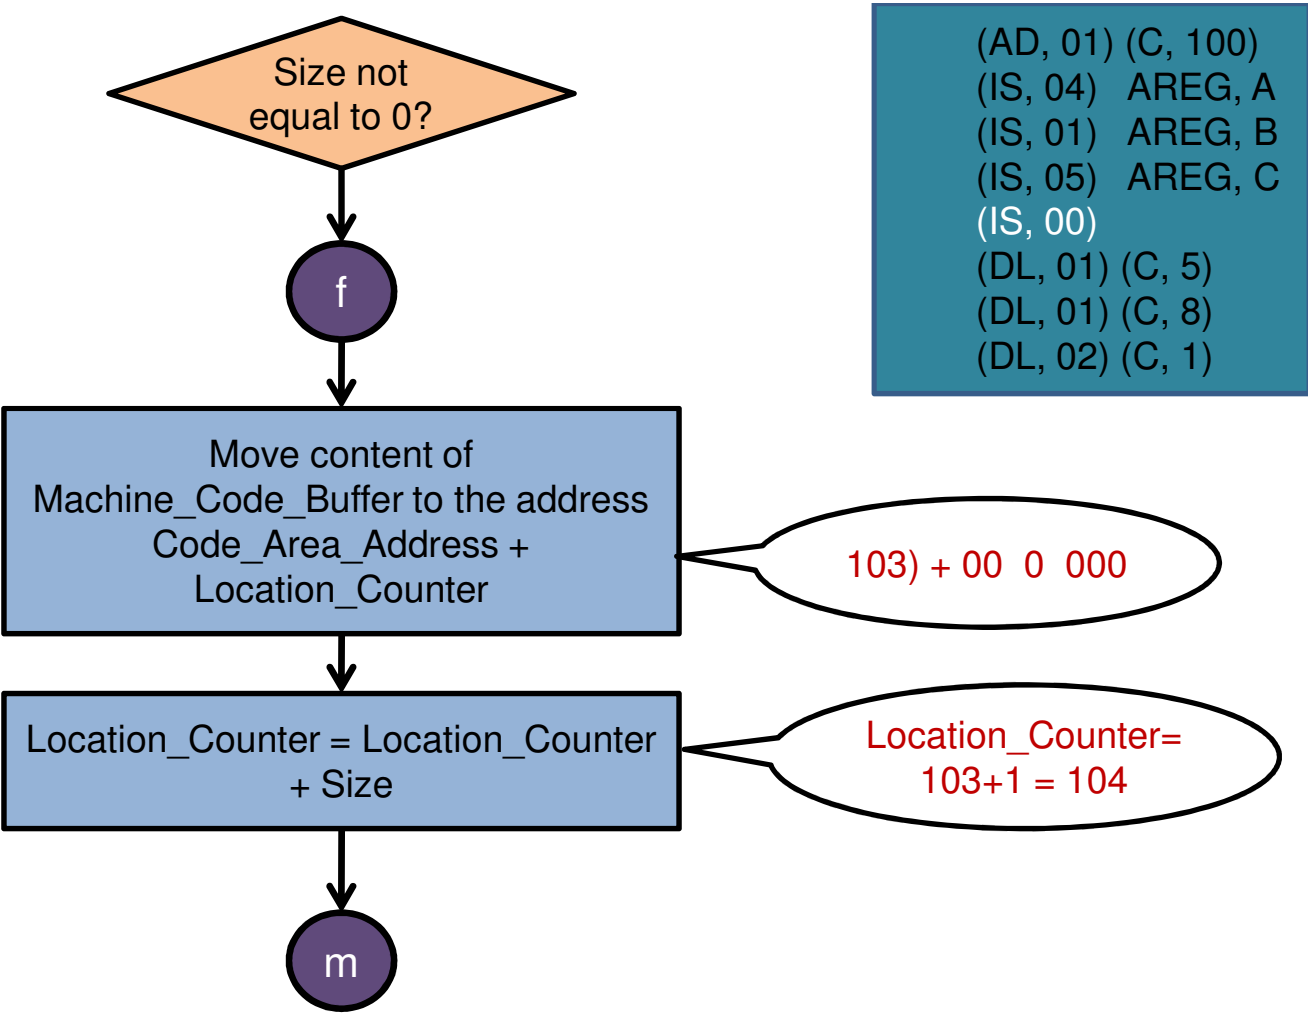 Size not
equal to 0?
f
Move content of
Machine_Code_Buffer to the address
Code_Area_Address +
Location_Counter
Location_Counter = Location_Counter
+ Size
m
(AD, 01) (C, 100)
(IS, 04) AREG, A
(IS, 01) AREG, B
(IS, 05) AREG, C
(IS, 00)
(DL, 01) (C, 5)
(DL, 01) (C, 8)
(DL, 02) (C, 1)
103) + 00 0 000
Location_Counter=
103+1 = 104